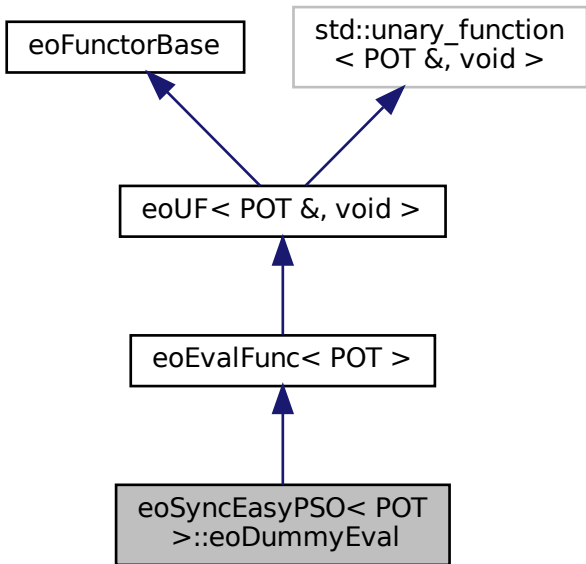 eoFunctorBase
std::unary_function
< POT &, void >
eoUF< POT &, void >
eoEvalFunc< POT >
eoSyncEasyPSO< POT
>::eoDummyEval